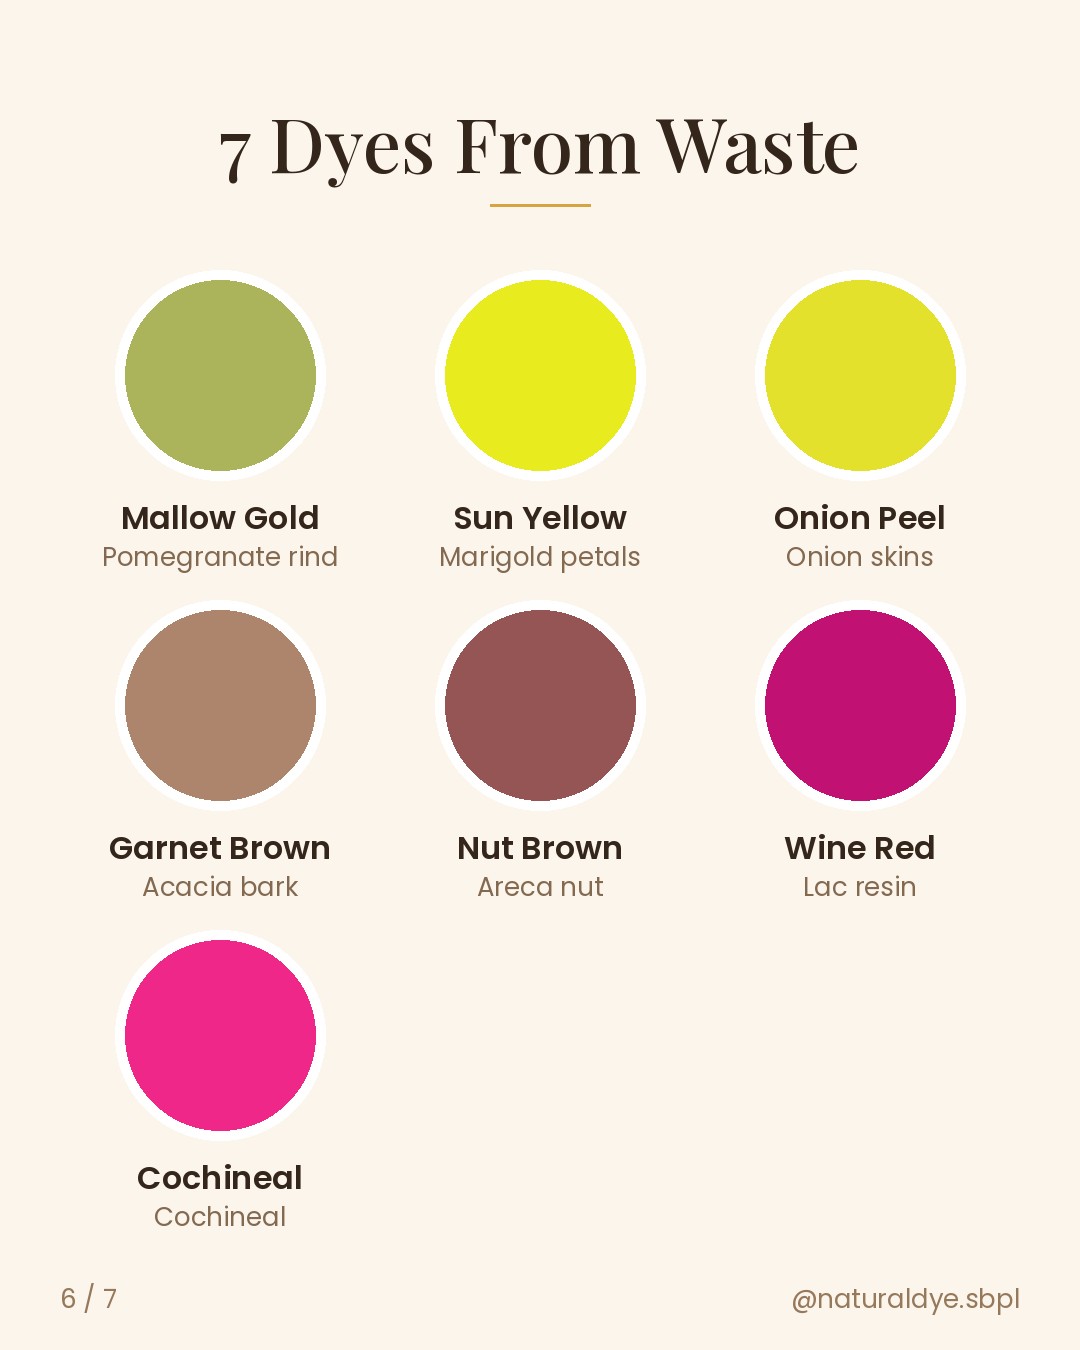 7 Dyes From Waste
Mallow Gold
Pomegranate rind
Sun Yellow
Marigold petals
Onion Peel
Onion skins
Garnet Brown
Acacia bark
Nut Brown
Areca nut
Wine Red
Lac resin
Cochineal
Cochineal
6 / 7
@naturaldye.sbpl